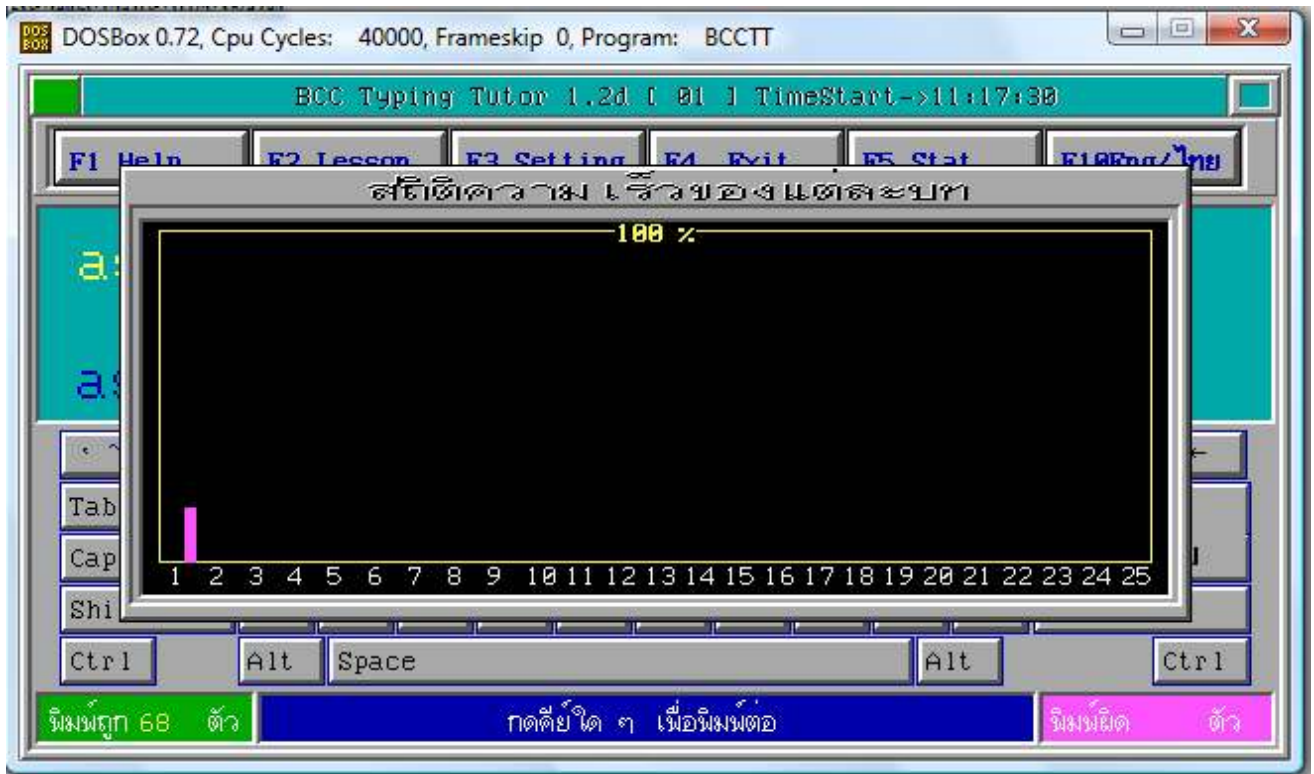 DOSBox 0.72, Cpu Cycles: 40000, Frameskip 0, Program: BCCTT
BCC Typing Tutor 1.2d [ 01 ] TimeStart->11:17:30
F1 Help F2 Lesson F3 Setting F4 Exit F5 Stat F10Eng/ไทย
สถิติความเร็วของแต่ละบท
100 %
as
as
Tab
Cap
1 2 3 4 5 6 7 8 9 10 11 12 13 14 15 16 17 18 19 20 21 22 23 24 25
Shi
Ctrl Alt Space Alt Ctrl
พิมพ์ถูก 68 ตัว กดคีย์ใด ๆ เพื่อพิมพ์ต่อ พิมพ์ผิด ตัว